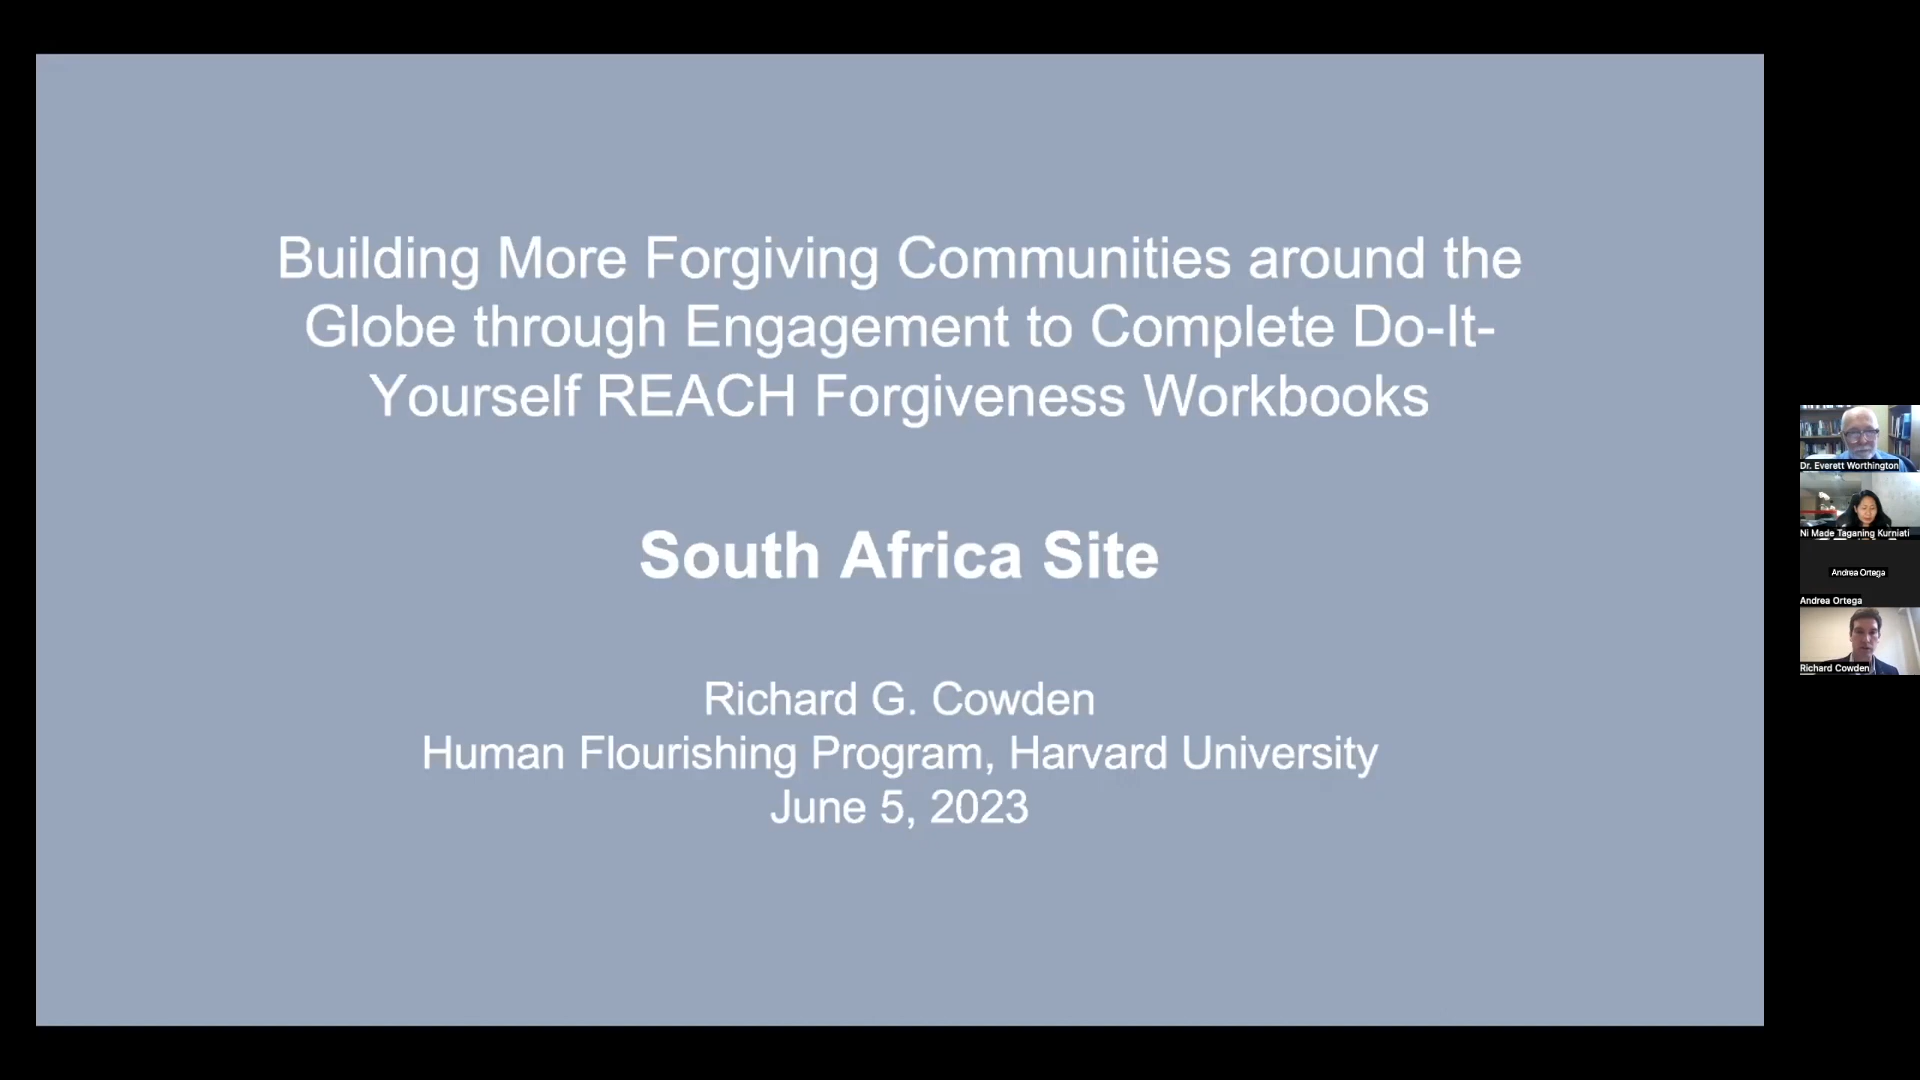 Building More Forgiving Communities around the
Globe through Engagement to Complete Do-It-
Yourself REACH Forgiveness Workbooks
South Africa Site
Richard G. Cowden
Human Flourishing Program, Harvard University
June 5, 2023
Dr. Everett Worthington
Ni Made Taganing Kurniati
Andrea Ortega
Andrea Ortega
Richard Cowden